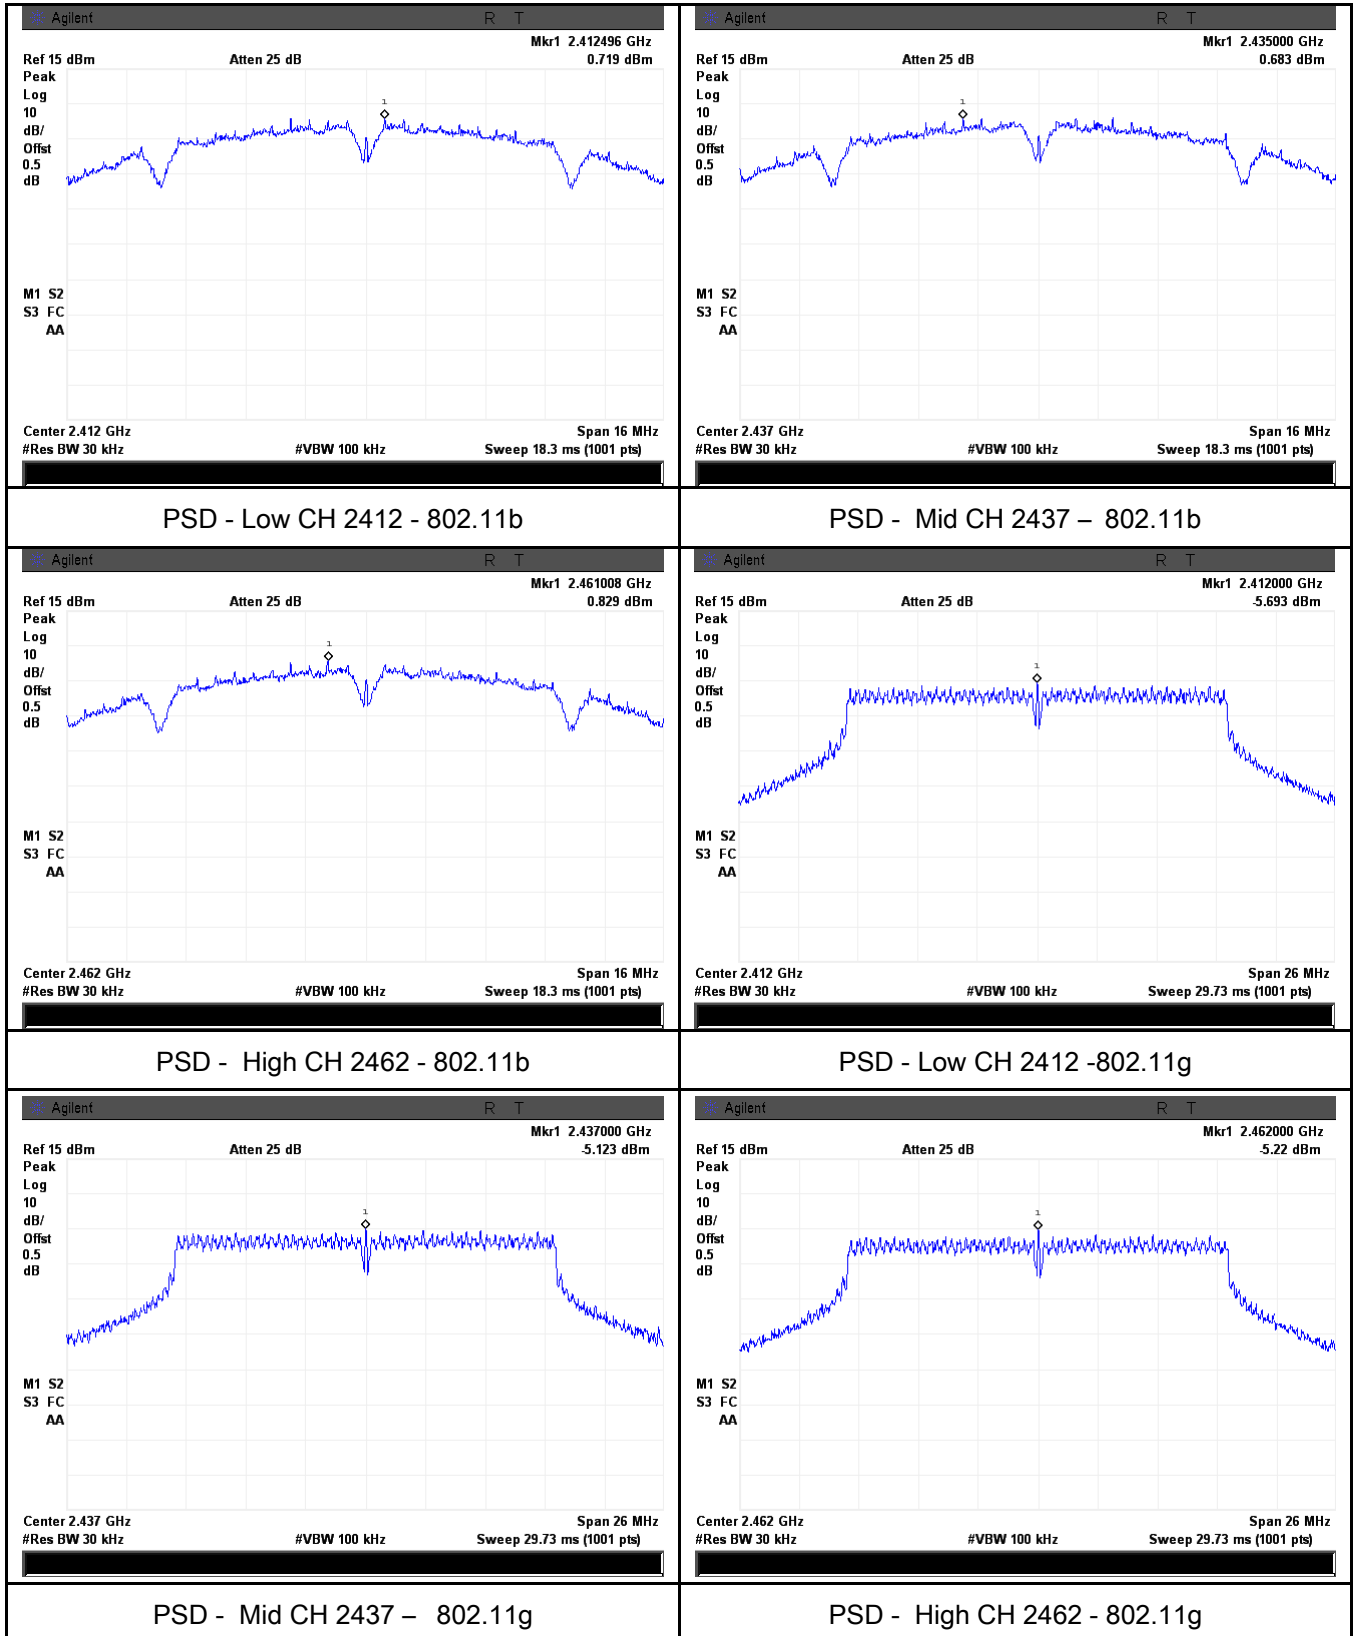 Agilent R T
Mkr1 2.412496 GHz
Ref 15 dBm Atten 25 dB 0.719 dBm
Peak
Log
10
dB/
Offst
0.5
dB
1
M1 S2
S3 FC
AA
Center 2.412 GHz Span 16 MHz
#Res BW 30 kHz #VBW 100 kHz Sweep 18.3 ms (1001 pts)
PSD - Low CH 2412 - 802.11b
Agilent R T
Mkr1 2.435000 GHz
Ref 15 dBm Atten 25 dB 0.683 dBm
Peak
Log
10
dB/
Offst
0.5
dB
1
M1 S2
S3 FC
AA
Center 2.437 GHz Span 16 MHz
#Res BW 30 kHz #VBW 100 kHz Sweep 18.3 ms (1001 pts)
PSD - Mid CH 2437 – 802.11b
Agilent R T
Mkr1 2.461008 GHz
Ref 15 dBm Atten 25 dB 0.829 dBm
Peak
Log
10
dB/
Offst
0.5
dB
1
M1 S2
S3 FC
AA
Center 2.462 GHz Span 16 MHz
#Res BW 30 kHz #VBW 100 kHz Sweep 18.3 ms (1001 pts)
PSD - High CH 2462 - 802.11b
Agilent R T
Mkr1 2.412000 GHz
Ref 15 dBm Atten 25 dB -5.693 dBm
Peak
Log
10
dB/
Offst
0.5
dB
1
M1 S2
S3 FC
AA
Center 2.412 GHz Span 26 MHz
#Res BW 30 kHz #VBW 100 kHz Sweep 29.73 ms (1001 pts)
PSD - Low CH 2412 -802.11g
Agilent R T
Mkr1 2.437000 GHz
Ref 15 dBm Atten 25 dB -5.123 dBm
Peak
Log
10
dB/
Offst
0.5
dB
1
M1 S2
S3 FC
AA
Center 2.437 GHz Span 26 MHz
#Res BW 30 kHz #VBW 100 kHz Sweep 29.73 ms (1001 pts)
PSD - Mid CH 2437 – 802.11g
Agilent R T
Mkr1 2.462000 GHz
Ref 15 dBm Atten 25 dB -5.22 dBm
Peak
Log
10
dB/
Offst
0.5
dB
1
M1 S2
S3 FC
AA
Center 2.462 GHz Span 26 MHz
#Res BW 30 kHz #VBW 100 kHz Sweep 29.73 ms (1001 pts)
PSD - High CH 2462 - 802.11g